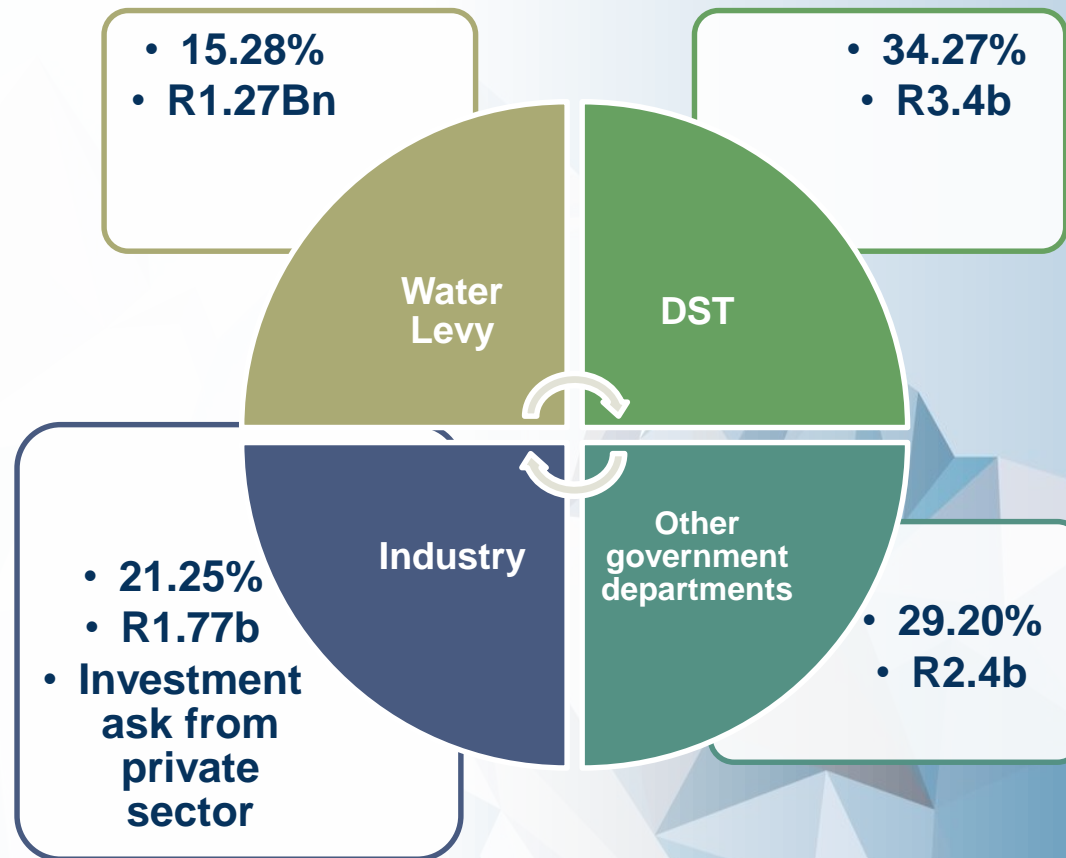 • 15.28%
• R1.27Bn
• 34.27%
• R3.4b
Water
Levy
DST
Industry
Other
government
departments
• 21.25%
• R1.77b
• Investment
ask from
private
sector
• 29.20%
• R2.4b